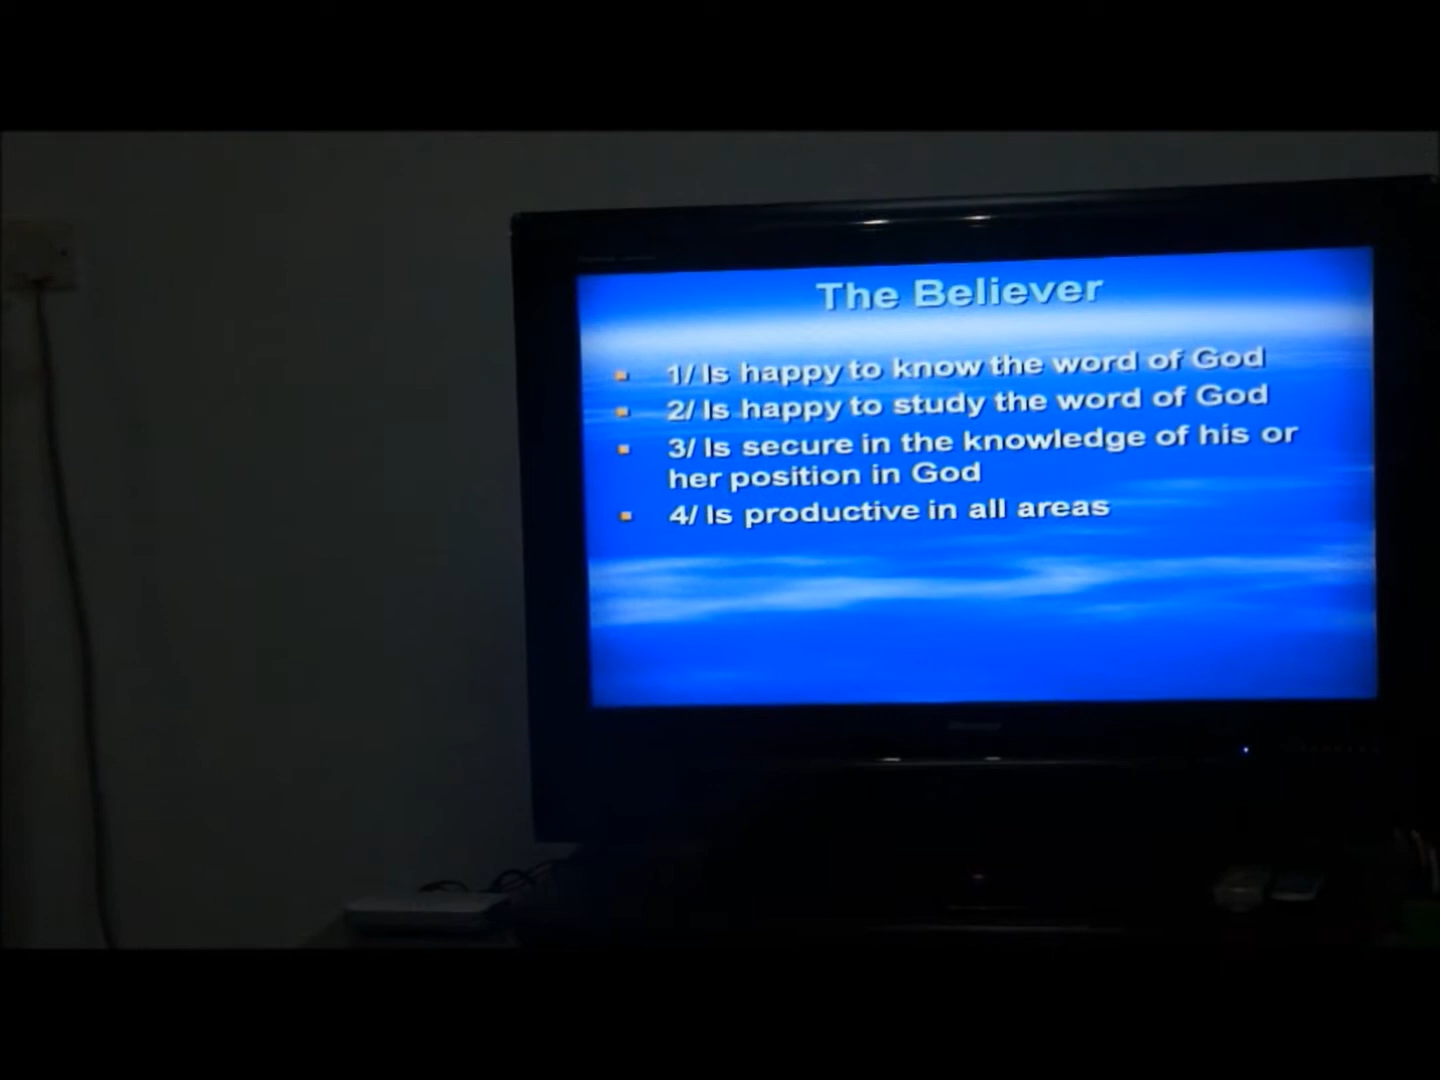 The Believer
1/ Is happy to know the word of God
2/ Is happy to study the word of God
3/ Is secure in the knowledge of his or
her position in God
4/ Is productive in all areas